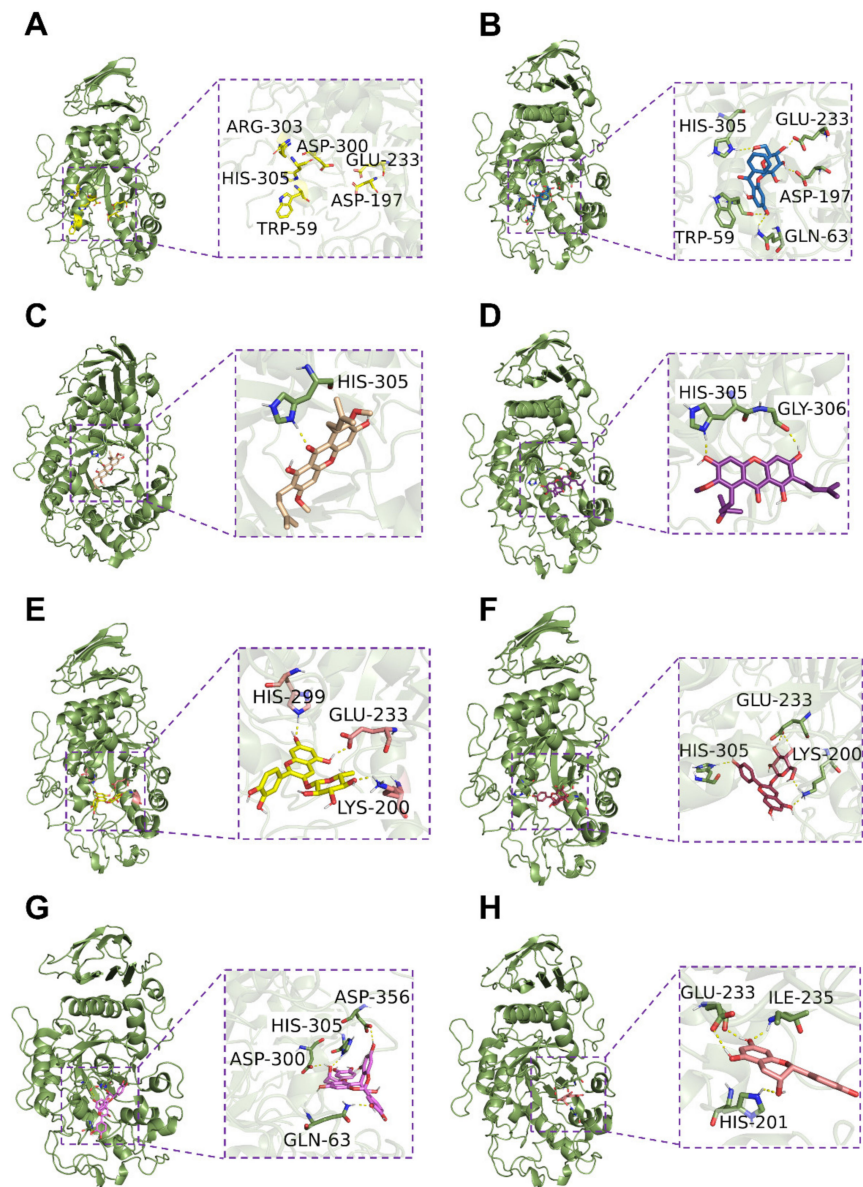 A
ARG-303
ASP-300
GLU-233
HIS-305
ASP-197
TRP-59
B
HIS-305
GLU-233
ASP-197
TRP-59
GLN-63
C
HIS-305
D
HIS-305
GLY-306
E
HIS-299
GLU-233
LYS-200
F
GLU-233
HIS-305
LYS-200
G
ASP-356
HIS-305
ASP-300
GLN-63
H
GLU-233
ILE-235
HIS-201